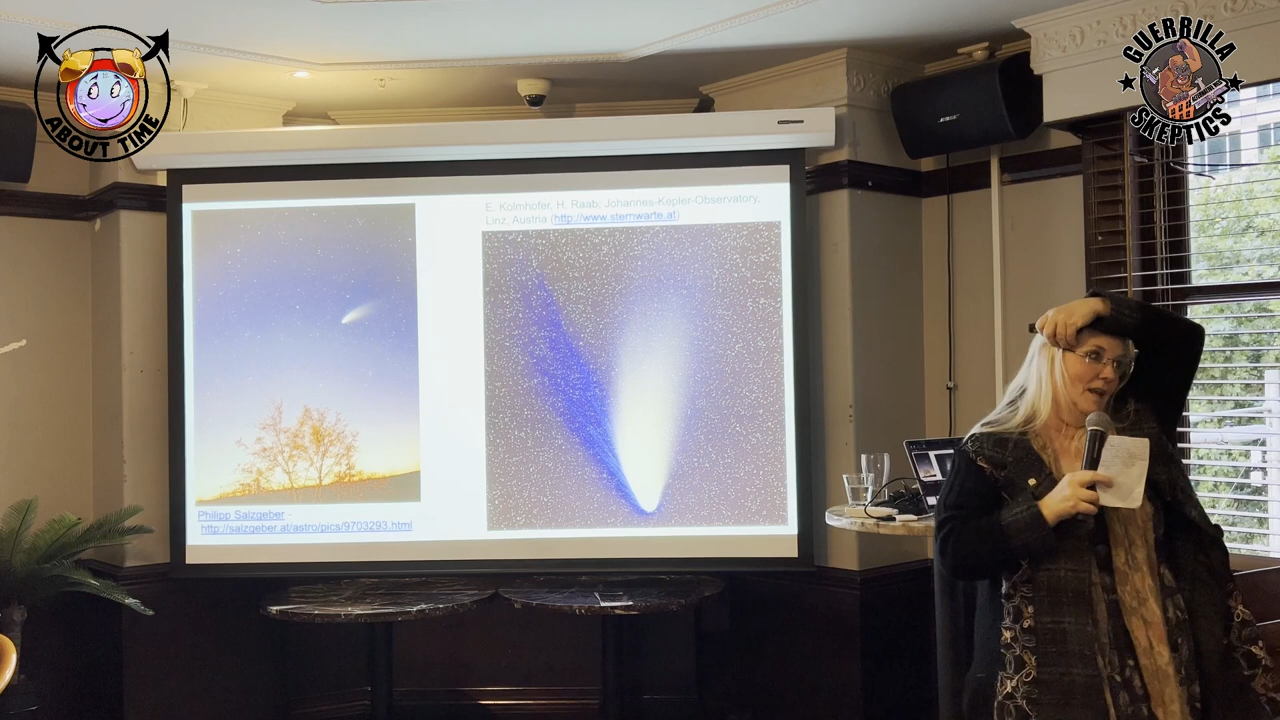 ABOUT TIME
GUERRILLA
SKEPTICS
BOSE
E. Kolmhofer, H. Raab; Johannes-Kepler-Observatory,
Linz, Austria (http://www.sternwarte.at)
Philipp Salzgeber -
http://salzgeber.at/astro/pics/9703293.html